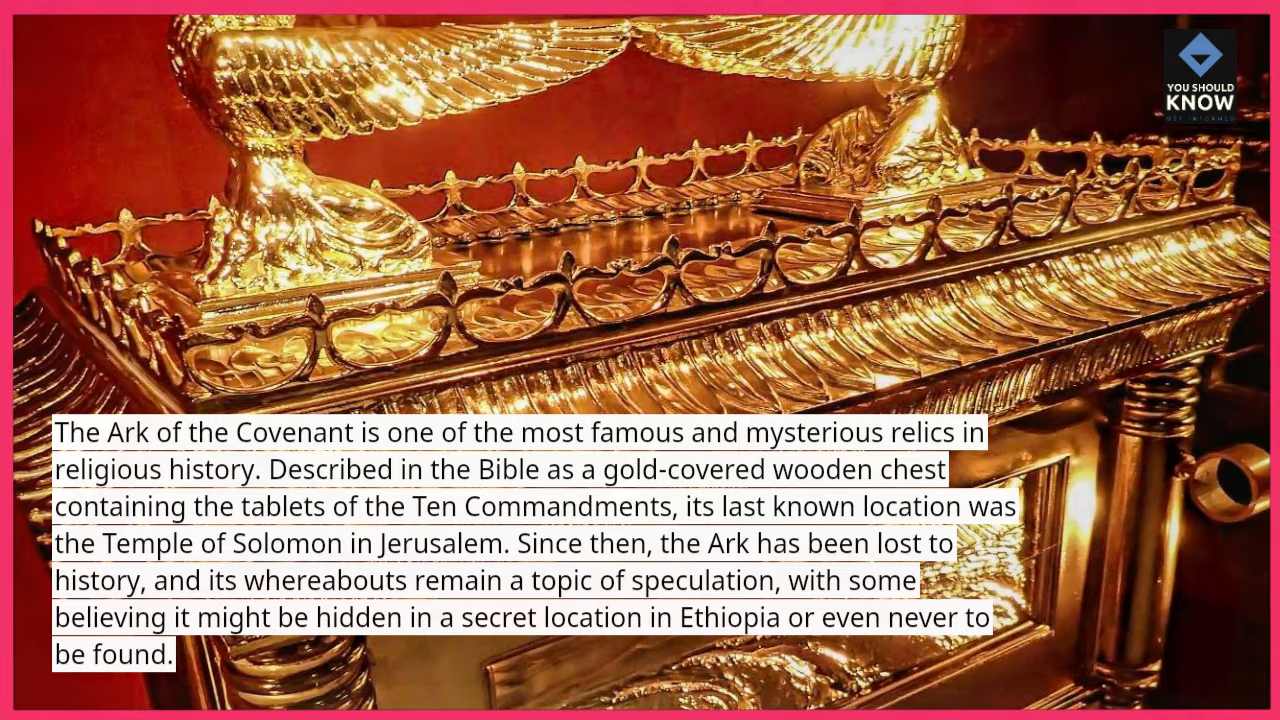 YOU SHOULD
KNOW
GET INFORMED
The Ark of the Covenant is one of the most famous and mysterious relics in
religious history. Described in the Bible as a gold-covered wooden chest
containing the tablets of the Ten Commandments, its last known location was
the Temple of Solomon in Jerusalem. Since then, the Ark has been lost to
history, and its whereabouts remain a topic of speculation, with some
believing it might be hidden in a secret location in Ethiopia or even never to
be found.